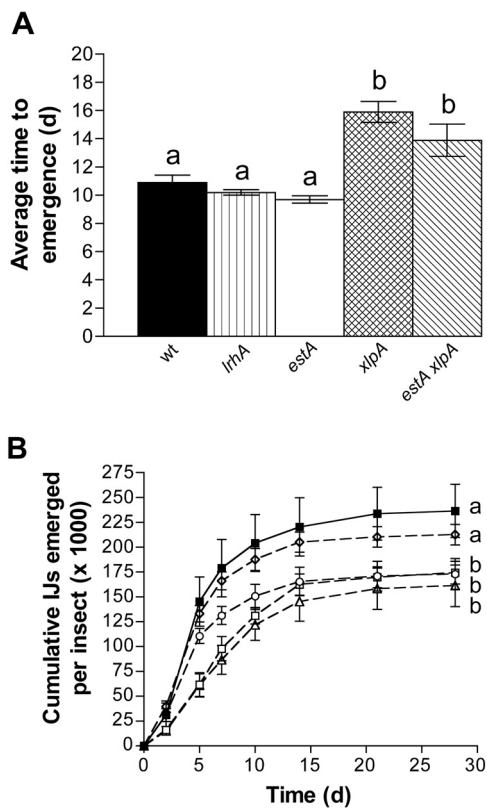 A
Average time to
emergence (d)
20
18
16
14
12
10
8
6
4
2
0
a
a
a
b
b
wt
lrhA
estA
xlpA
estA xlpA
B
Cumulative IJs emerged
per insect (x 1000)
275
250
225
200
175
150
125
100
75
50
25
0
a
a
b
b
b
0
5
10
15
20
25
30
Time (d)